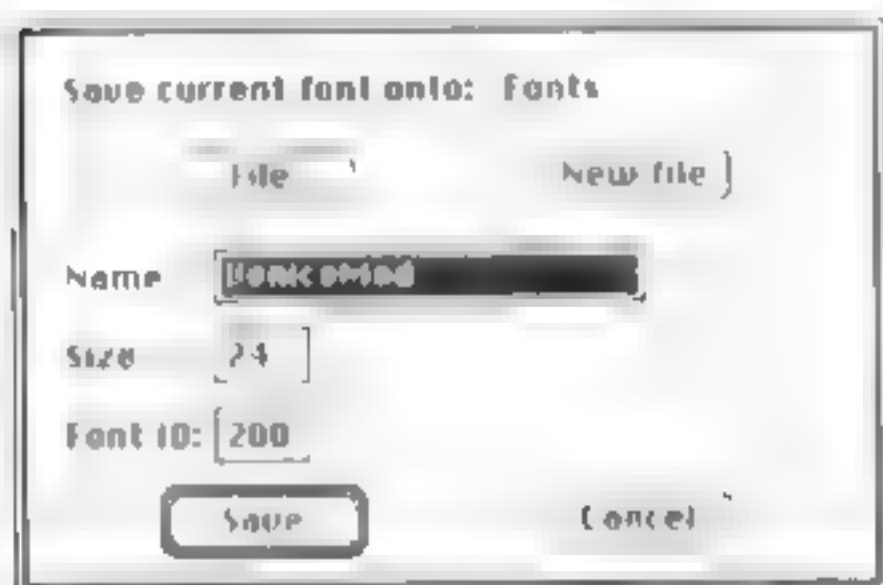 Save current font onto: Fonts
File New file
Name
Size 24
Font ID: 200
Save Cancel